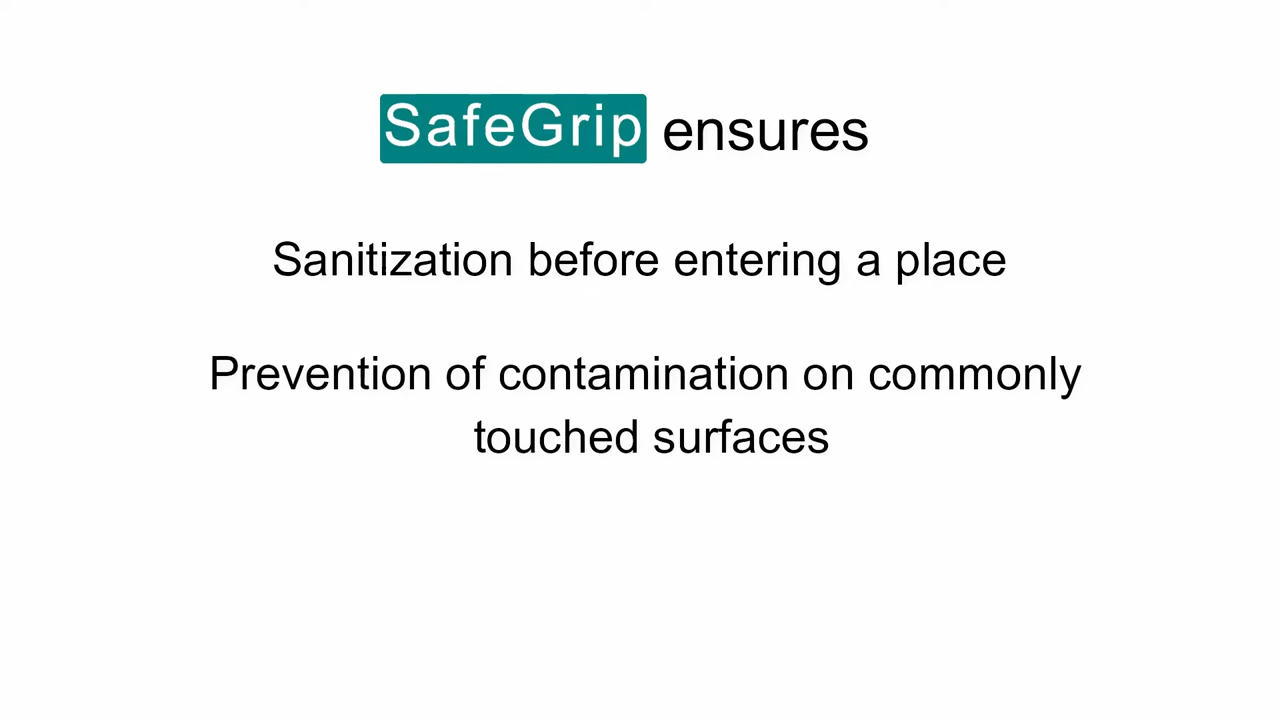 SafeGrip ensures
Sanitization before entering a place
Prevention of contamination on commonly
touched surfaces